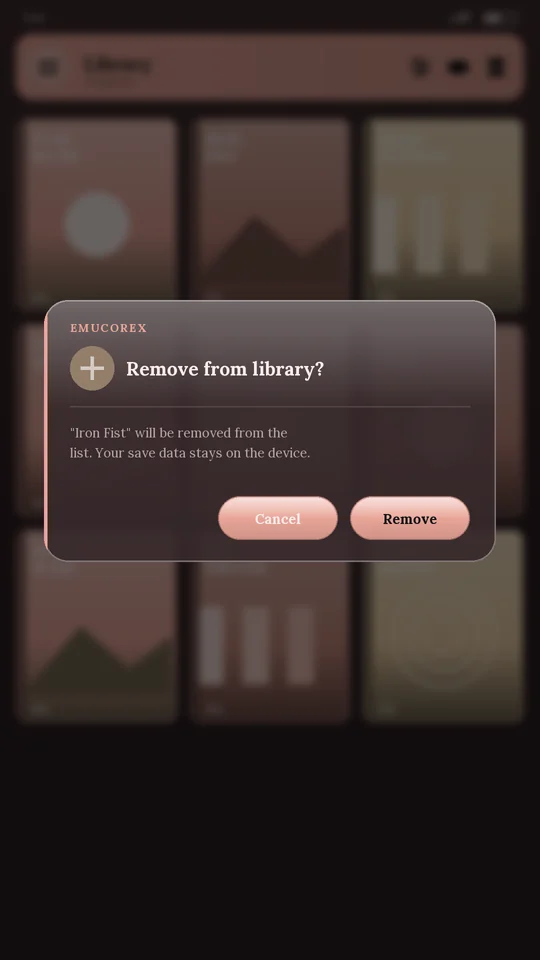 EMUCOREX
Remove from library?
"Iron Fist" will be removed from the
list. Your save data stays on the device.
Cancel
Remove
Library